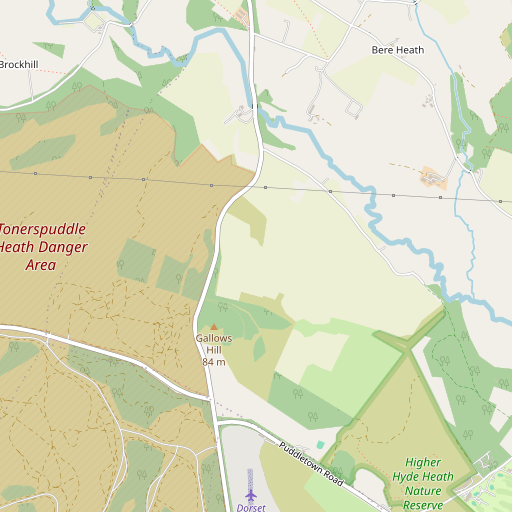 Bere Heath
Brockhill
Tonerspuddle
Heath Danger
Area
Gallows
Hill
84 m
Puddletown Road
Higher
Hyde Heath
Nature
Reserve
Dorset